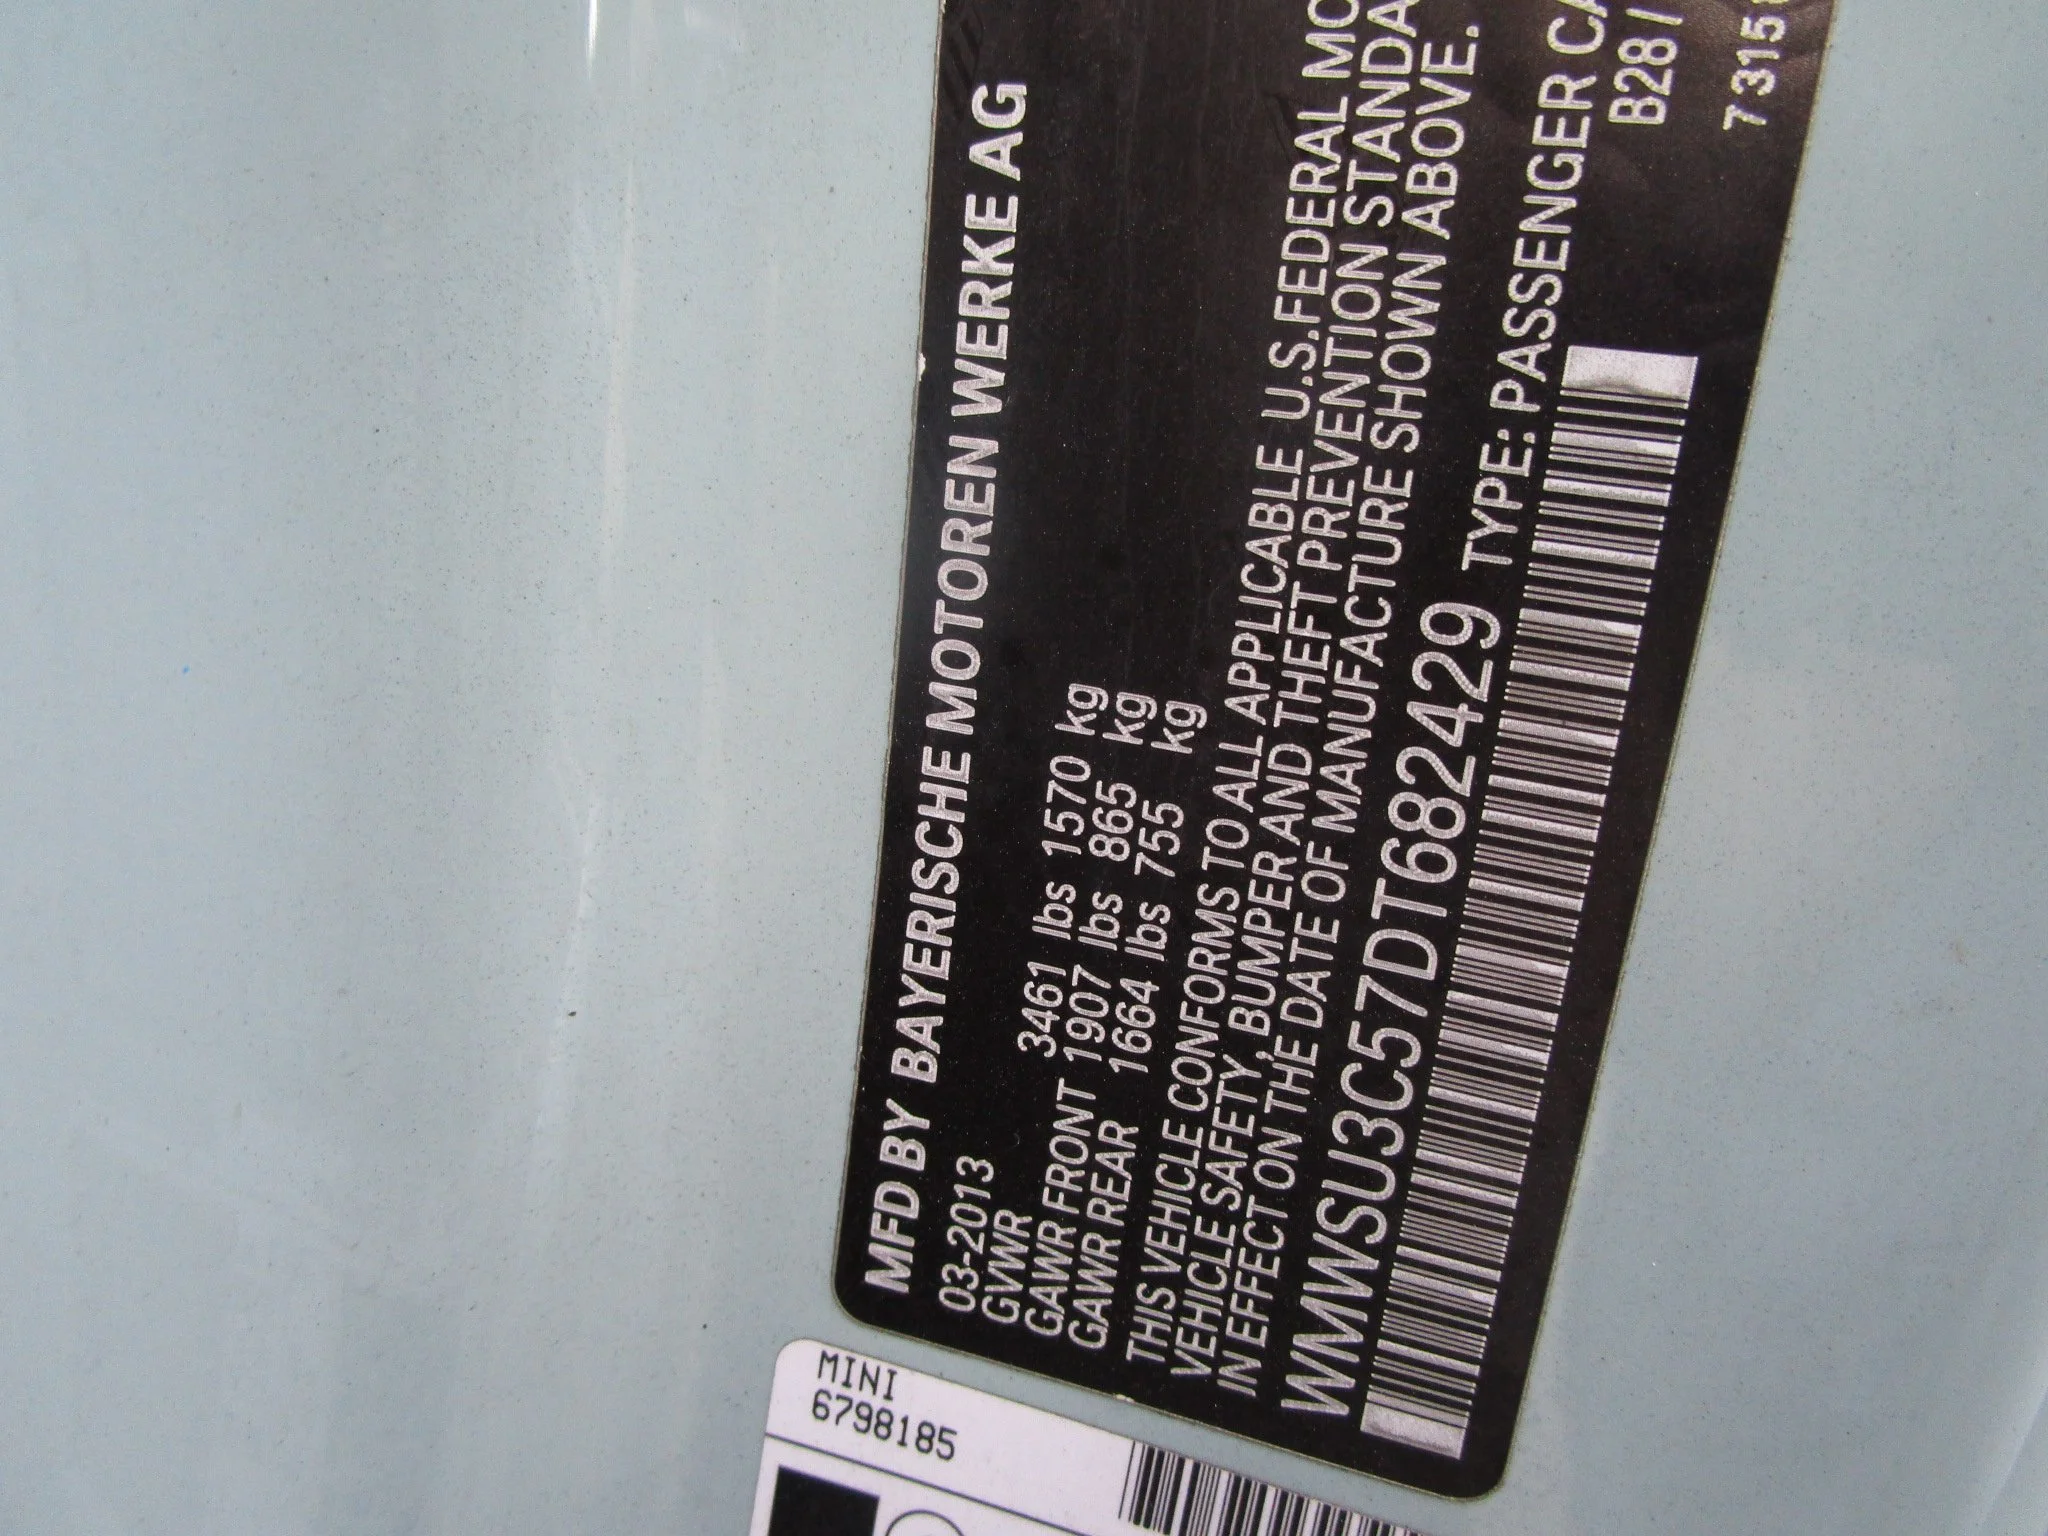 MFD BY BAYERISCHE MOTOREN WERKE AG
03-2013
GVWR 3461 lbs 1570 kg
GAWR FRONT 1907 lbs 865 kg
GAWR REAR 1664 lbs 755 kg
THIS VEHICLE CONFORMS TO ALL APPLICABLE U.S.FEDERAL MO
VEHICLE SAFETY, BUMPER AND THEFT PREVENTION STANDA
IN EFFECT ON THE DATE OF MANUFACTURE SHOWN ABOVE.
WMWSU3C57DT682429 TYPE: PASSENGER CA
B28/
7315
MINI
6798185